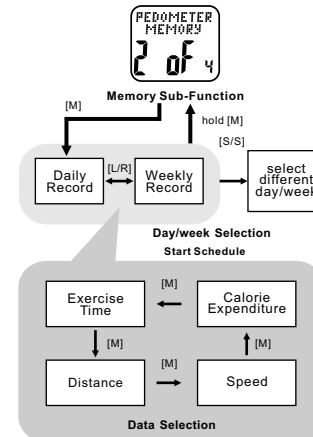 PEDOMETER
MEMORY
2 oF 4
Memory Sub-Function
[M]
hold [M]
[S/S]
Daily
Record
[L/R]
Weekly
Record
select
different
day/week
Day/week Selection
Start Schedule
Exercise
Time
[M]
Calorie
Expenditure
[M]
[M]
[M]
Distance
Speed
Data Selection